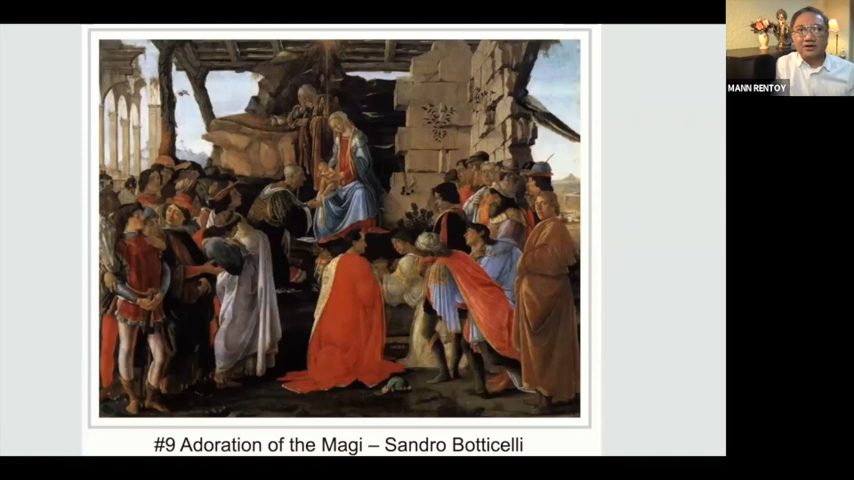 MANN RENTOY
#9 Adoration of the Magi – Sandro Botticelli